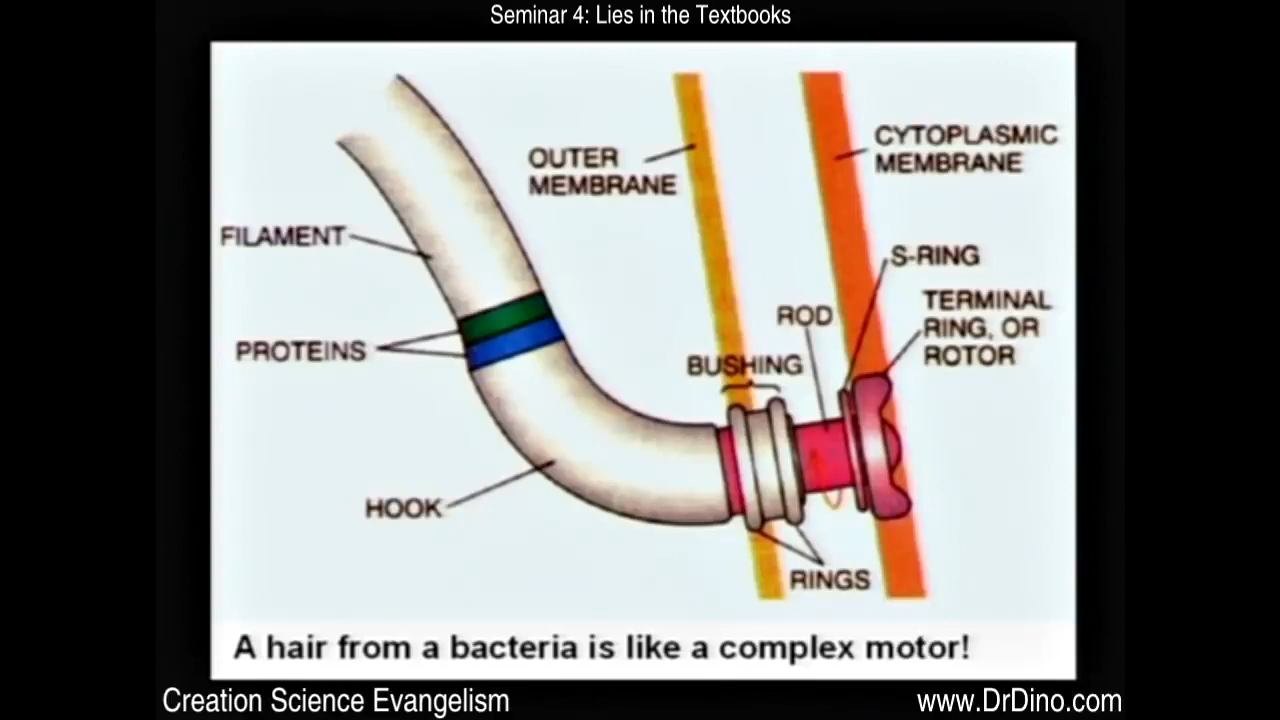 Seminar 4: Lies in the Textbooks
OUTER
MEMBRANE
CYTOPLASMIC
MEMBRANE
FILAMENT
S-RING
TERMINAL
RING, OR
ROTOR
ROD
PROTEINS
BUSHING
HOOK
RINGS
A hair from a bacteria is like a complex motor!
Creation Science Evangelism
www.DrDino.com